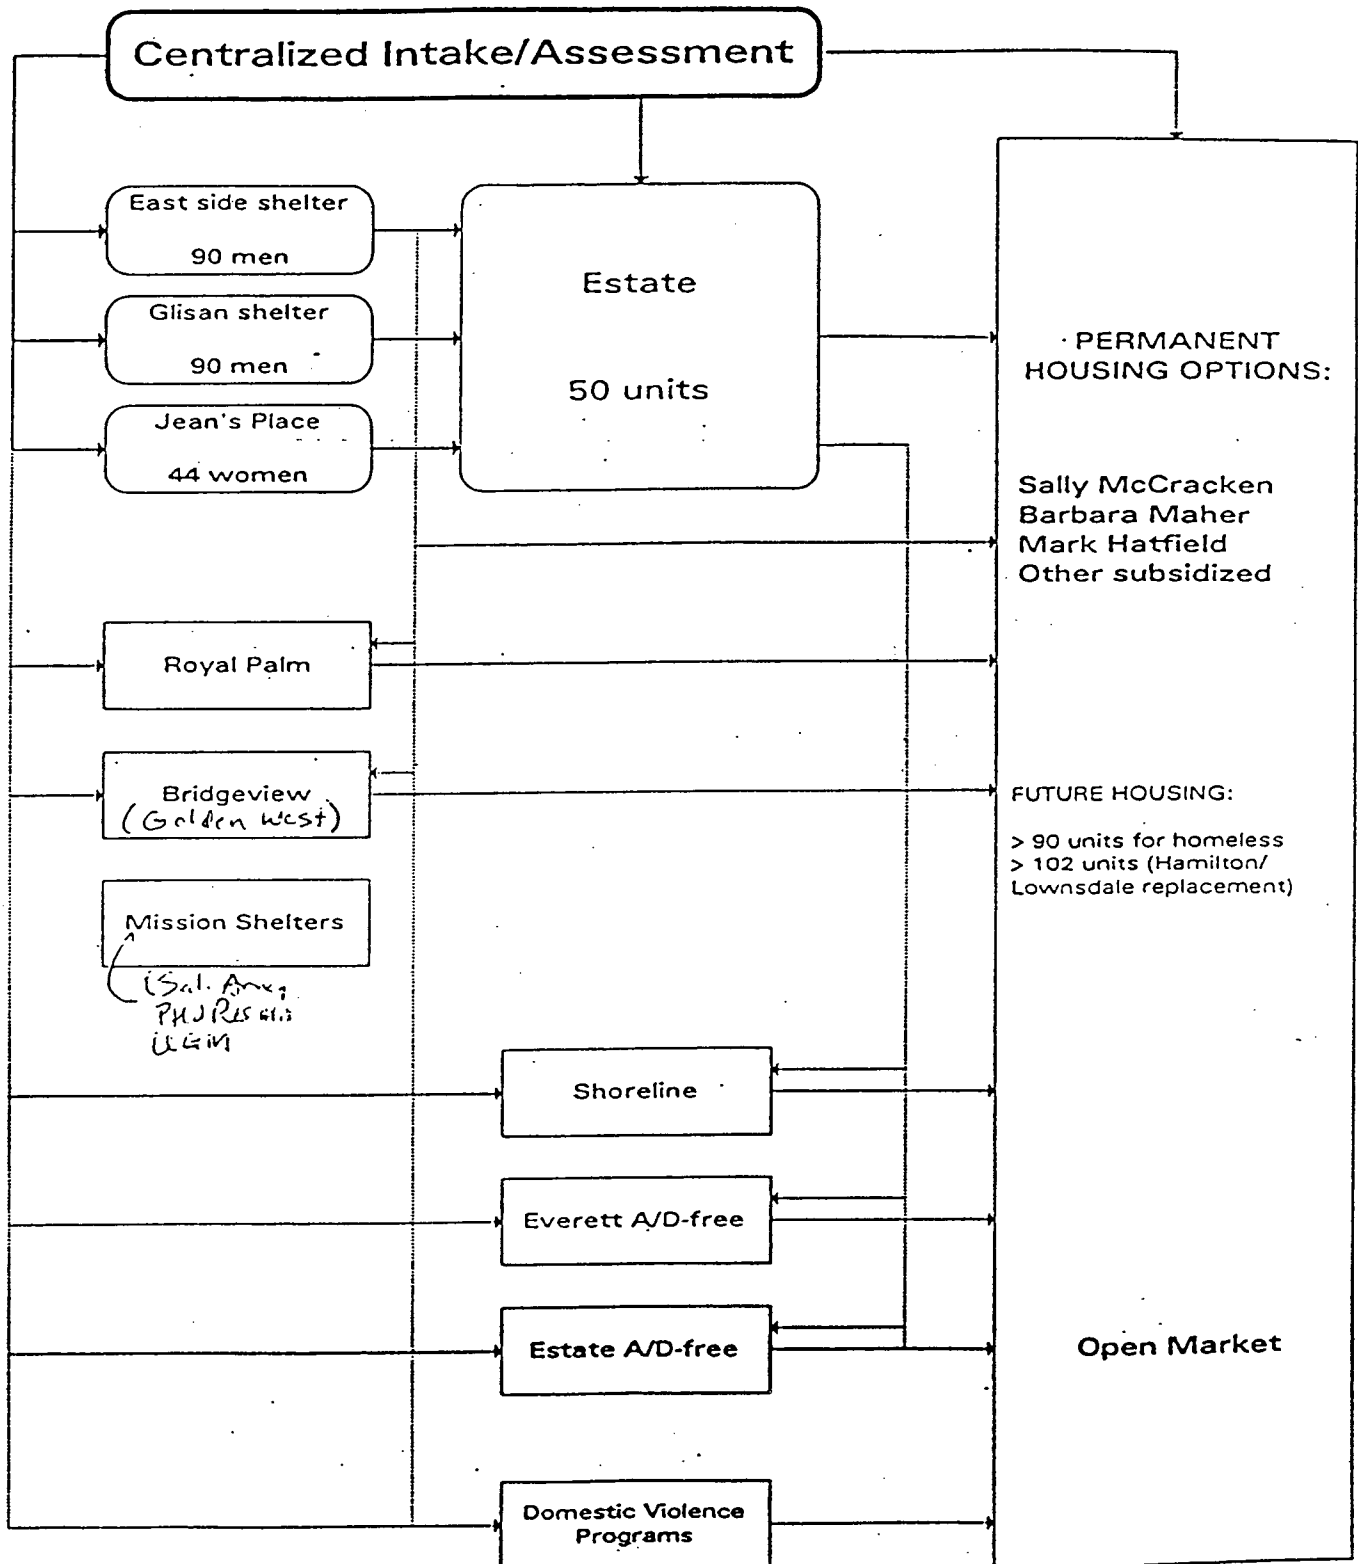 Centralized Intake/Assessment
East side shelter
90 men
Glisan shelter
90 men
Jean's Place
44 women
Estate
50 units
PERMANENT
HOUSING OPTIONS:
Sally McCracken
Barbara Maher
Mark Hatfield
Other subsidized
Royal Palm
Bridgeview
(Golden West)
FUTURE HOUSING:
> 90 units for homeless
> 102 units (Hamilton/
Lownsdale replacement)
Mission Shelters
(Sal. Army
UGM
Shoreline
Everett A/D-free
Estate A/D-free
Open Market
Domestic Violence
Programs